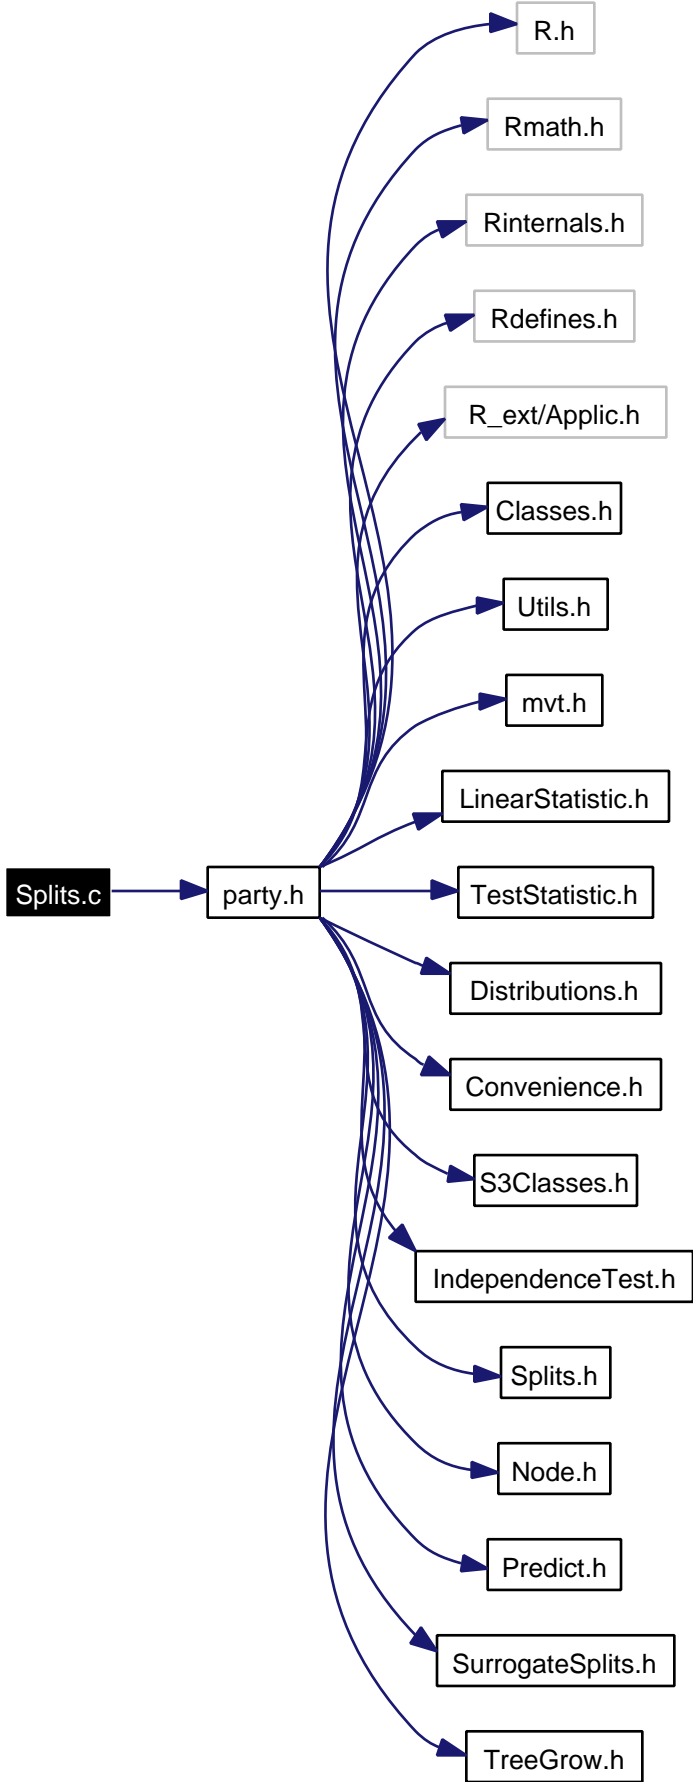 R.h
Rmath.h
Rinternals.h
Rdefines.h
R_ext/Applic.h
Classes.h
Utils.h
mvt.h
LinearStatistic.h
Splits.c
party.h
TestStatistic.h
Distributions.h
Convenience.h
S3Classes.h
IndependenceTest.h
Splits.h
Node.h
Predict.h
SurrogateSplits.h
TreeGrow.h